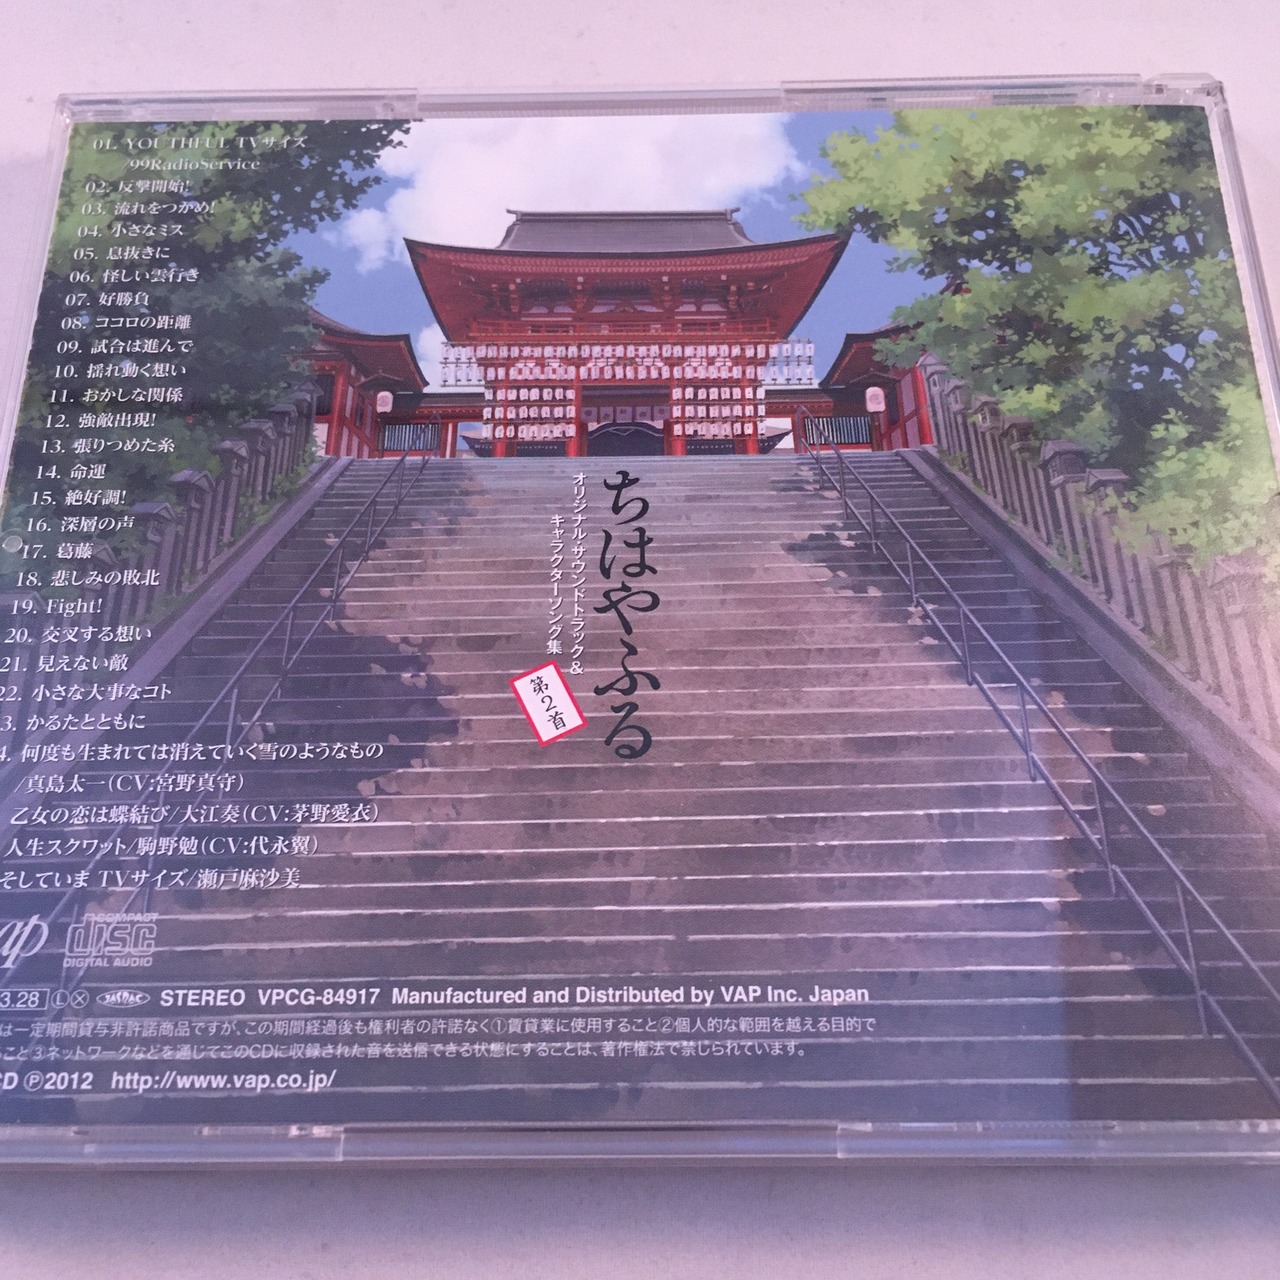 01. YOUTHFUL TVサイズ
/99RadioService
02. 反撃開始!
03. 流れをつかめ!
04. 小さなミス
05. 息抜きに
06. 怪しい雲行き
07. 好勝負
08. ココロの距離
09. 試合は進んで
10. 揺れ動く想い
11. おかしな関係
12. 強敵出現!
13. 張りつめた糸
14. 命運
15. 絶好調!
16. 深層の声
17. 葛藤
18. 悲しみの敗北
19. Fight!
20. 交叉する想い
21. 見えない敵
22. 小さな大事なコト
3. かるたとともに
4. 何度も生まれては消えていく雪のようなもの
/真島太一(CV:宮野真守)
乙女の恋は蝶結び/大江奏(CV:茅野愛衣)
人生スクワット/駒野勉(CV:代永翼)
そしていま TVサイズ/瀬戸麻沙美
ちはやふる
オリジナル・サウンドトラック&
キャラクターソング集
第2首
ap COMPACT disc DIGITAL AUDIO
3.28 L X JASRAC STEREO VPCG-84917 Manufactured and Distributed by VAP Inc. Japan
は一定期間貸与非許諾商品ですが、この期間経過後も権利者の許諾なく①賃貸業に使用すること②個人的な範囲を越える目的で
こと③ネットワークなどを通じてこのCDに収録された音を送信できる状態にすることは、著作権法で禁じられています。
CD Ⓟ2012 http://www.vap.co.jp/